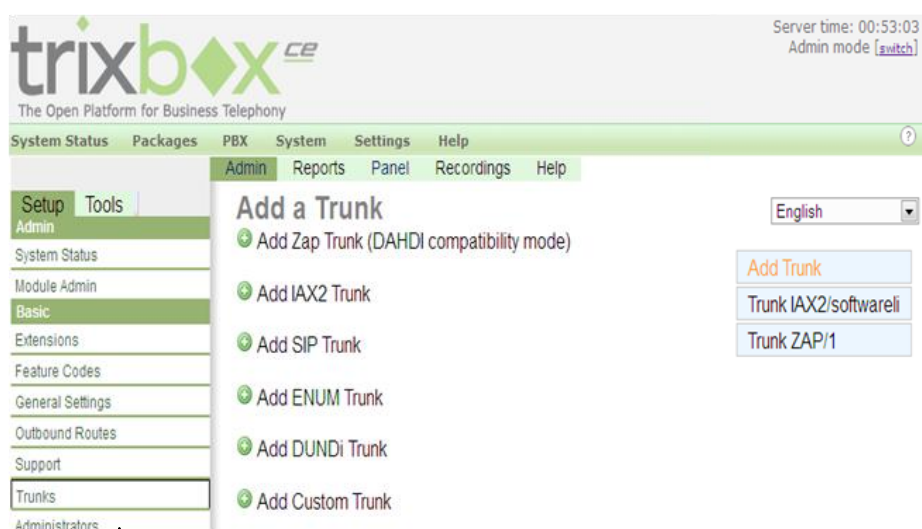 Server time: 00:53:03
Admin mode [switch]
trixbox ce
The Open Platform for Business Telephony
System Status Packages PBX System Settings Help ?
Admin Reports Panel Recordings Help
Setup Tools
Admin
System Status
Module Admin
Basic
Extensions
Feature Codes
General Settings
Outbound Routes
Support
Trunks
Administrators
Add a Trunk
Add Zap Trunk (DAHDI compatibility mode)
Add IAX2 Trunk
Add SIP Trunk
Add ENUM Trunk
Add DUNDi Trunk
Add Custom Trunk
English
Add Trunk
Trunk IAX2/softwareli
Trunk ZAP/1